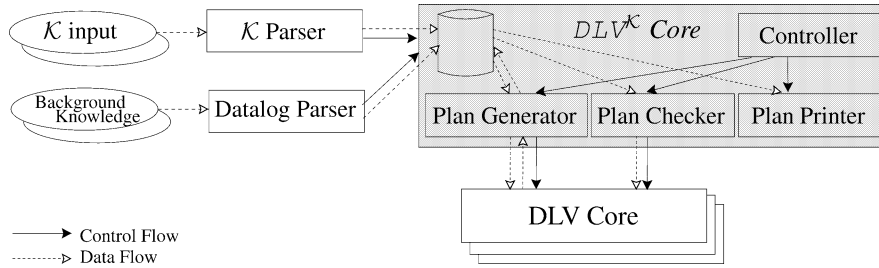 𝒦 input
𝒦 Parser
DLV^𝒦 Core
Controller
Background
Knowledge
Datalog Parser
Plan Generator
Plan Checker
Plan Printer
DLV Core
Control Flow
Data Flow